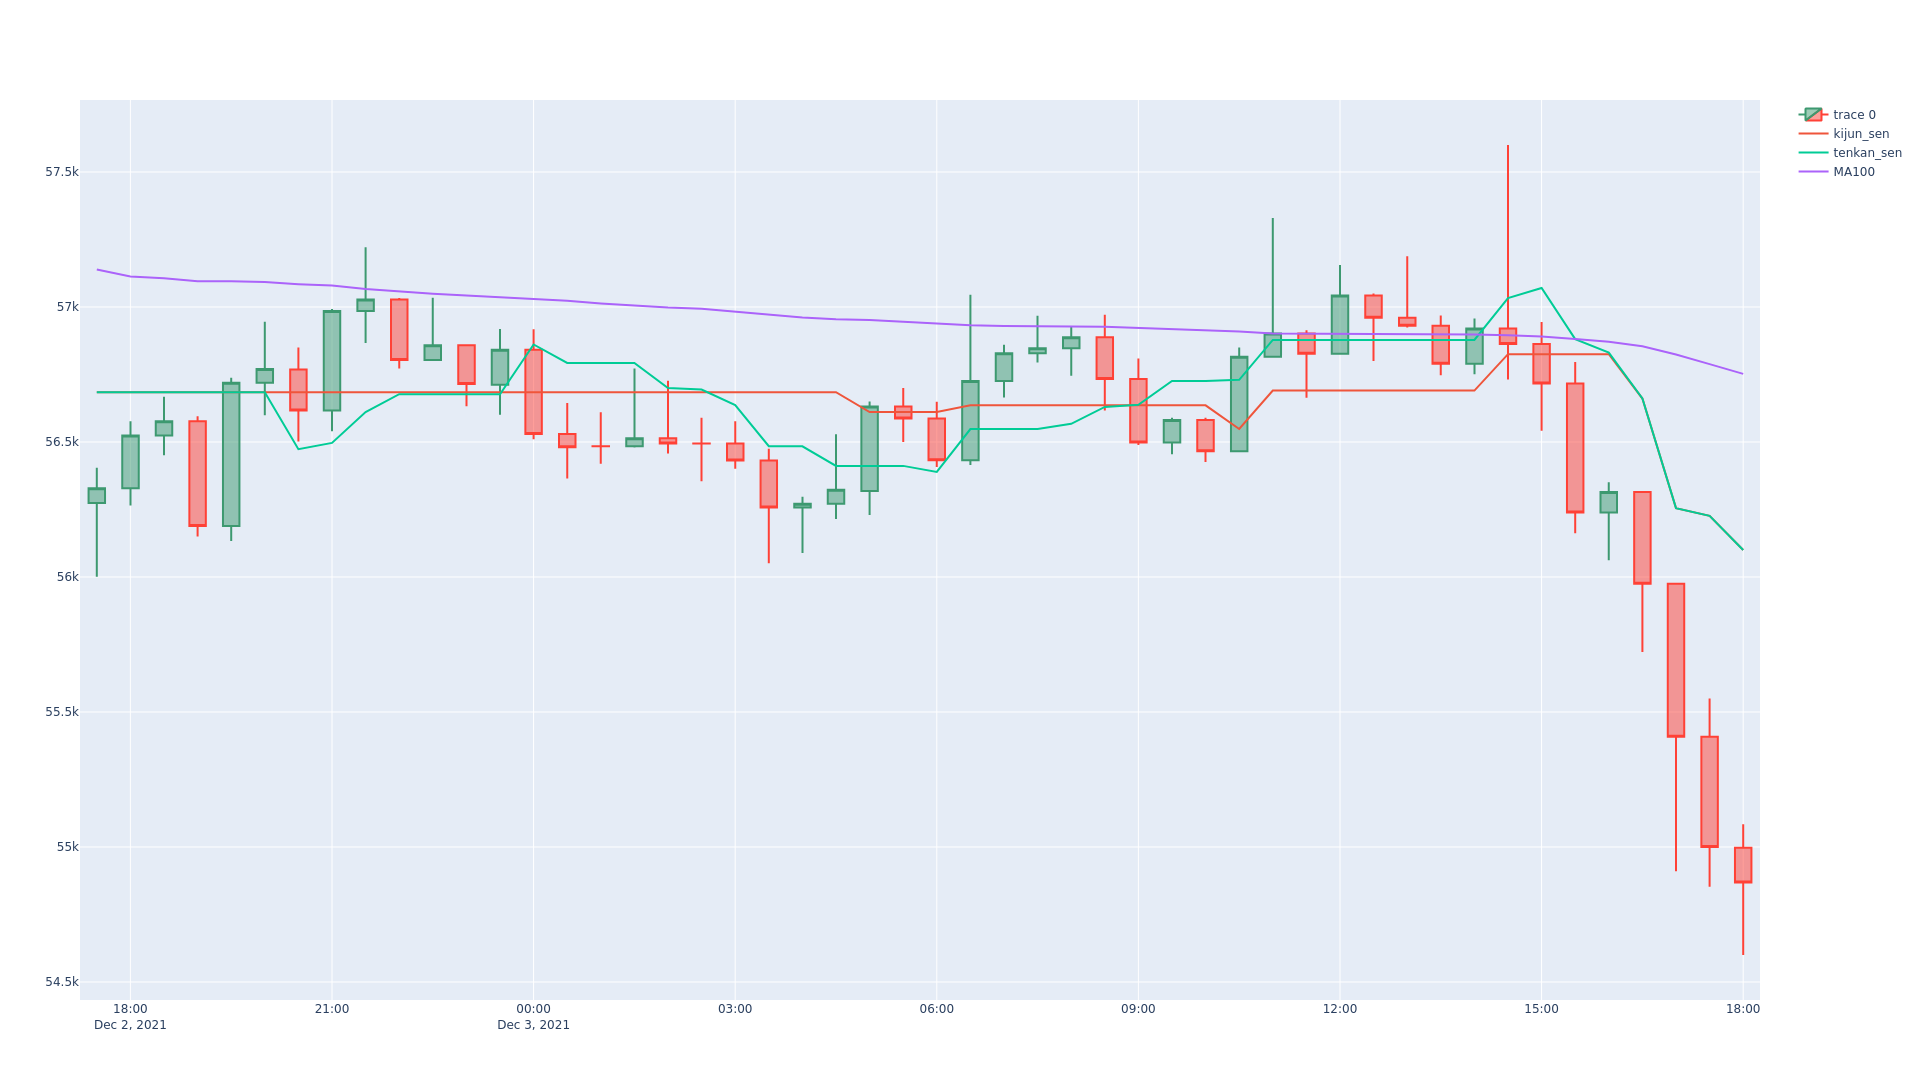 trace 0
kijun_sen
tenkan_sen
MA100
57.5k
57k
56.5k
56k
55.5k
55k
54.5k
18:00 21:00 00:00 03:00 06:00 09:00 12:00 15:00 18:00
Dec 2, 2021 Dec 3, 2021